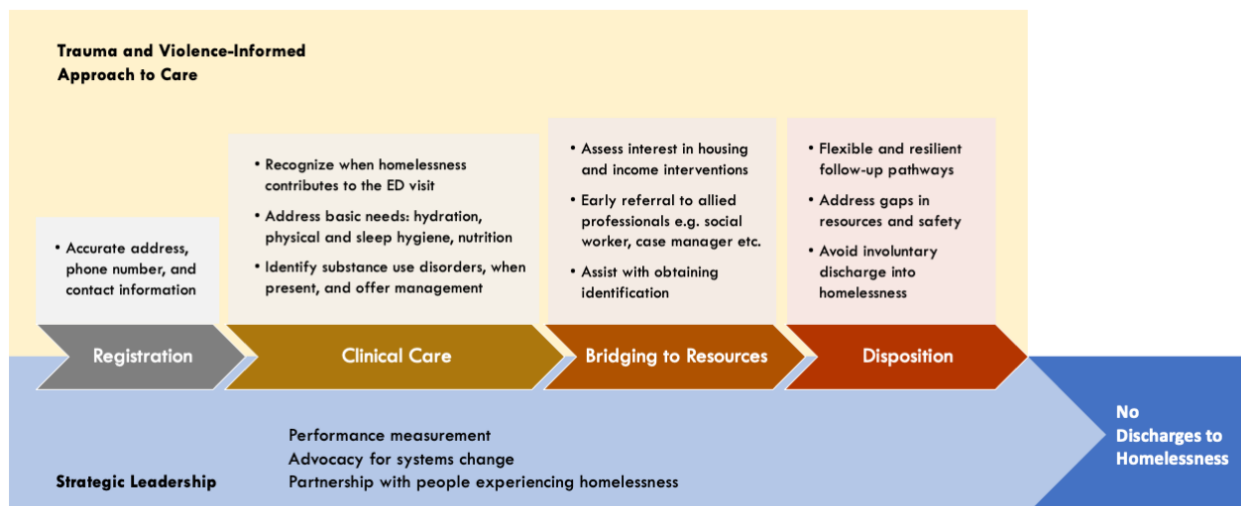 Trauma and Violence-Informed
Approach to Care
• Accurate address,
phone number, and
contact information
• Recognize when homelessness
contributes to the ED visit
• Address basic needs: hydration,
physical and sleep hygiene, nutrition
• Identify substance use disorders, when
present, and offer management
• Assess interest in housing
and income interventions
• Early referral to allied
professionals e.g. social
worker, case manager etc.
• Assist with obtaining
identification
• Flexible and resilient
follow-up pathways
• Address gaps in
resources and safety
• Avoid involuntary
discharge into
homelessness
Registration
Clinical Care
Bridging to Resources
Disposition
Performance measurement
Advocacy for systems change
Strategic Leadership
Partnership with people experiencing homelessness
No
Discharges to
Homelessness